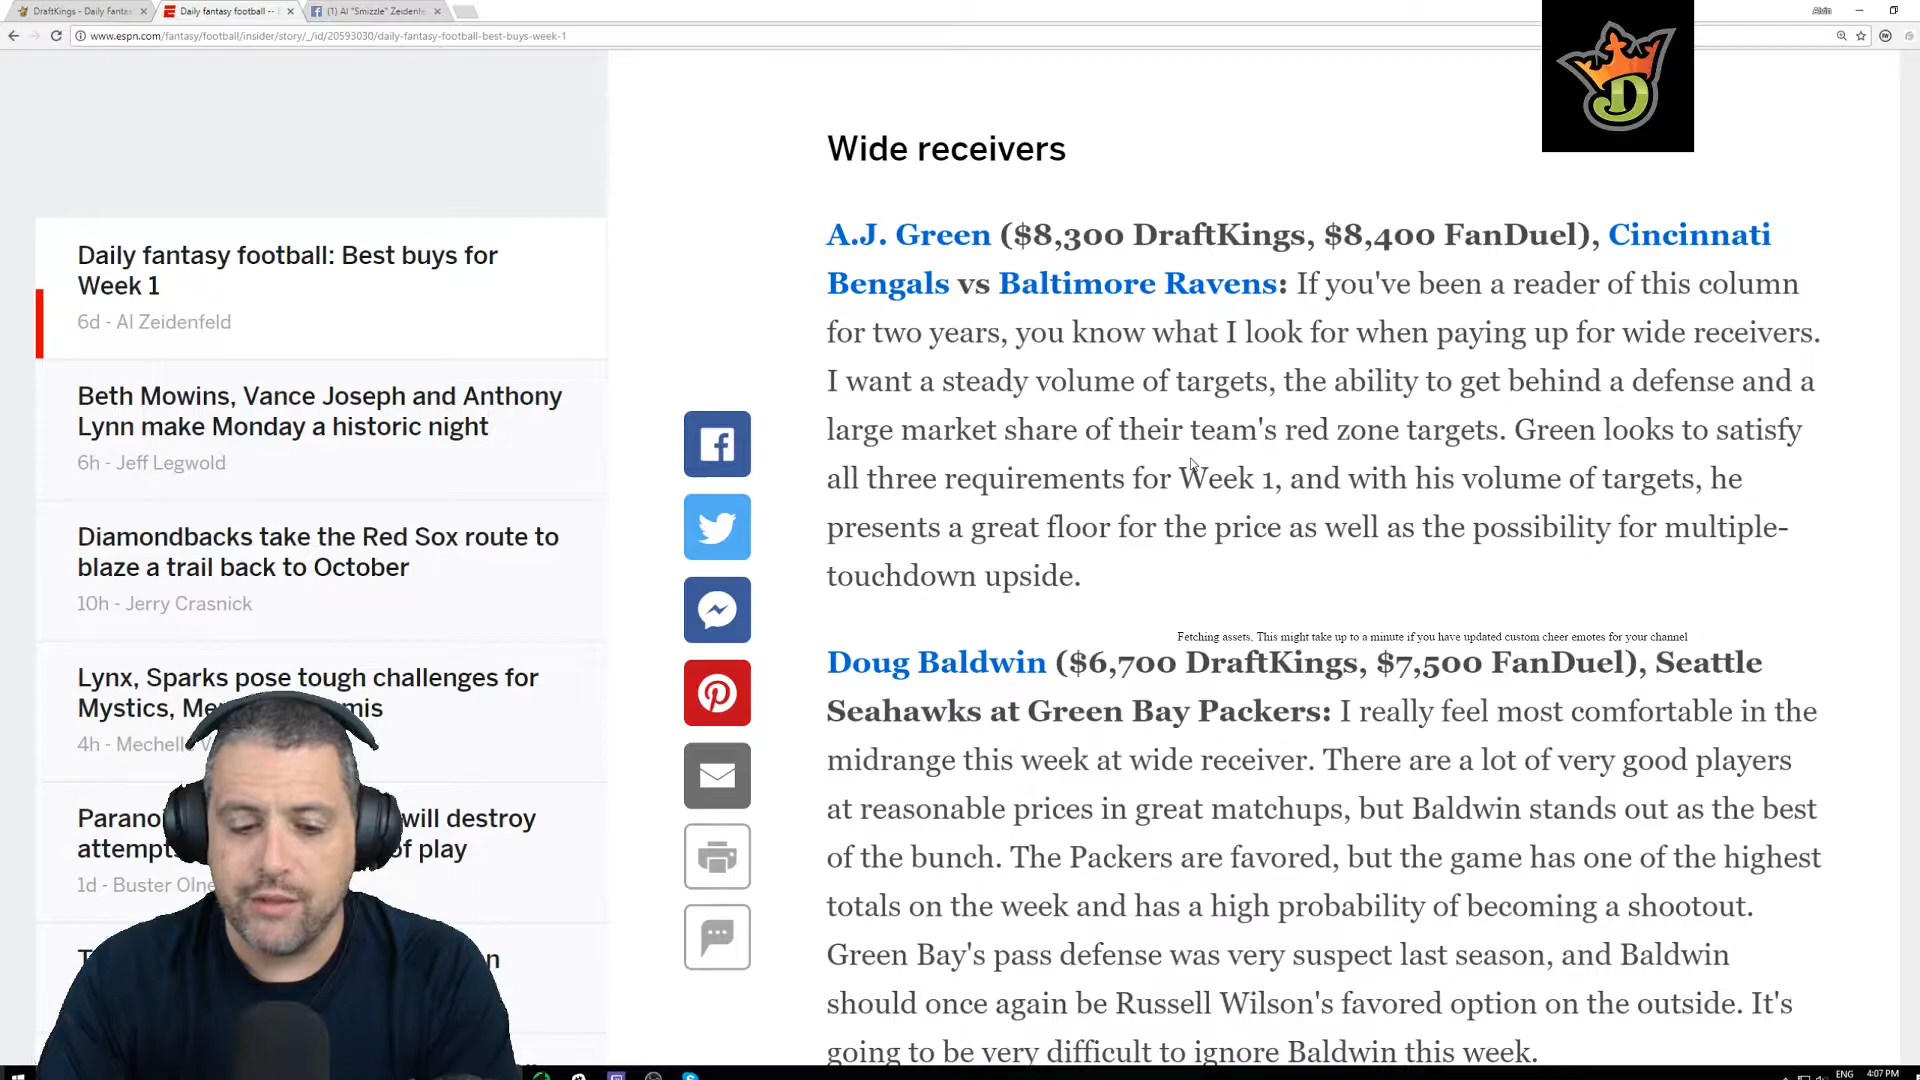 DraftKings - Daily Fanta
Daily fantasy football --
(1) Al "Smizzle" Zeidenf
Alvin
www.espn.com/fantasy/football/insider/story/_/id/20593030/daily-fantasy-football-best-buys-week-1
D
Daily fantasy football: Best buys for
Week 1
6d - Al Zeidenfeld
Beth Mowins, Vance Joseph and Anthony
Lynn make Monday a historic night
6h - Jeff Legwold
Diamondbacks take the Red Sox route to
blaze a trail back to October
10h - Jerry Crasnick
Lynx, Sparks pose tough challenges for
Mystics, Me mis
4h - Mechelle V
Parano will destroy
attempt of play
1d - Buster Olne
T n
Wide receivers
A.J. Green ($8,300 DraftKings, $8,400 FanDuel), Cincinnati
Bengals vs Baltimore Ravens: If you've been a reader of this column
for two years, you know what I look for when paying up for wide receivers.
I want a steady volume of targets, the ability to get behind a defense and a
large market share of their team's red zone targets. Green looks to satisfy
all three requirements for Week 1, and with his volume of targets, he
presents a great floor for the price as well as the possibility for multiple-
touchdown upside.
Fetching assets, This might take up to a minute if you have updated custom cheer emotes for your channel
Doug Baldwin ($6,700 DraftKings, $7,500 FanDuel), Seattle
Seahawks at Green Bay Packers: I really feel most comfortable in the
midrange this week at wide receiver. There are a lot of very good players
at reasonable prices in great matchups, but Baldwin stands out as the best
of the bunch. The Packers are favored, but the game has one of the highest
totals on the week and has a high probability of becoming a shootout.
Green Bay's pass defense was very suspect last season, and Baldwin
should once again be Russell Wilson's favored option on the outside. It's
going to be very difficult to ignore Baldwin this week.
ENG
4:07 PM